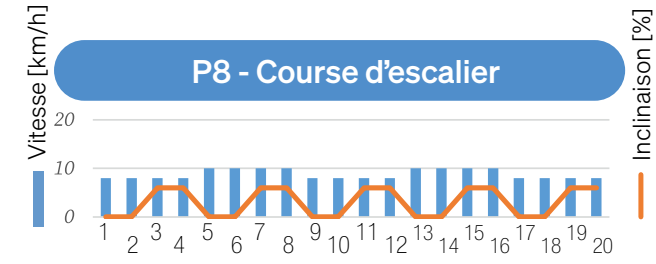 Vitesse [km/h]
P8 - Course d’escalier
Inclinaison [%]
20
10
0
1 2 3 4 5 6 7 8 9 10 11 12 13 14 15 16 17 18 19 20